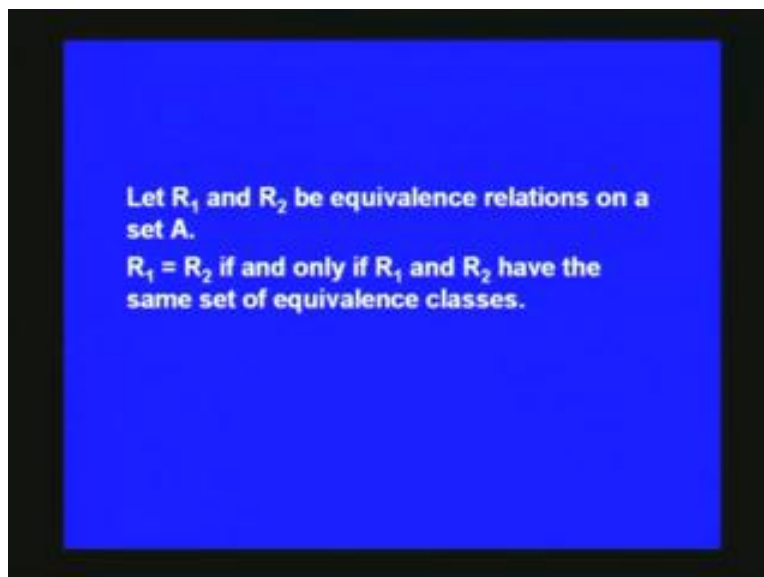 Let R₁ and R₂ be equivalence relations on a
set A.
R₁ = R₂ if and only if R₁ and R₂ have the
same set of equivalence classes.